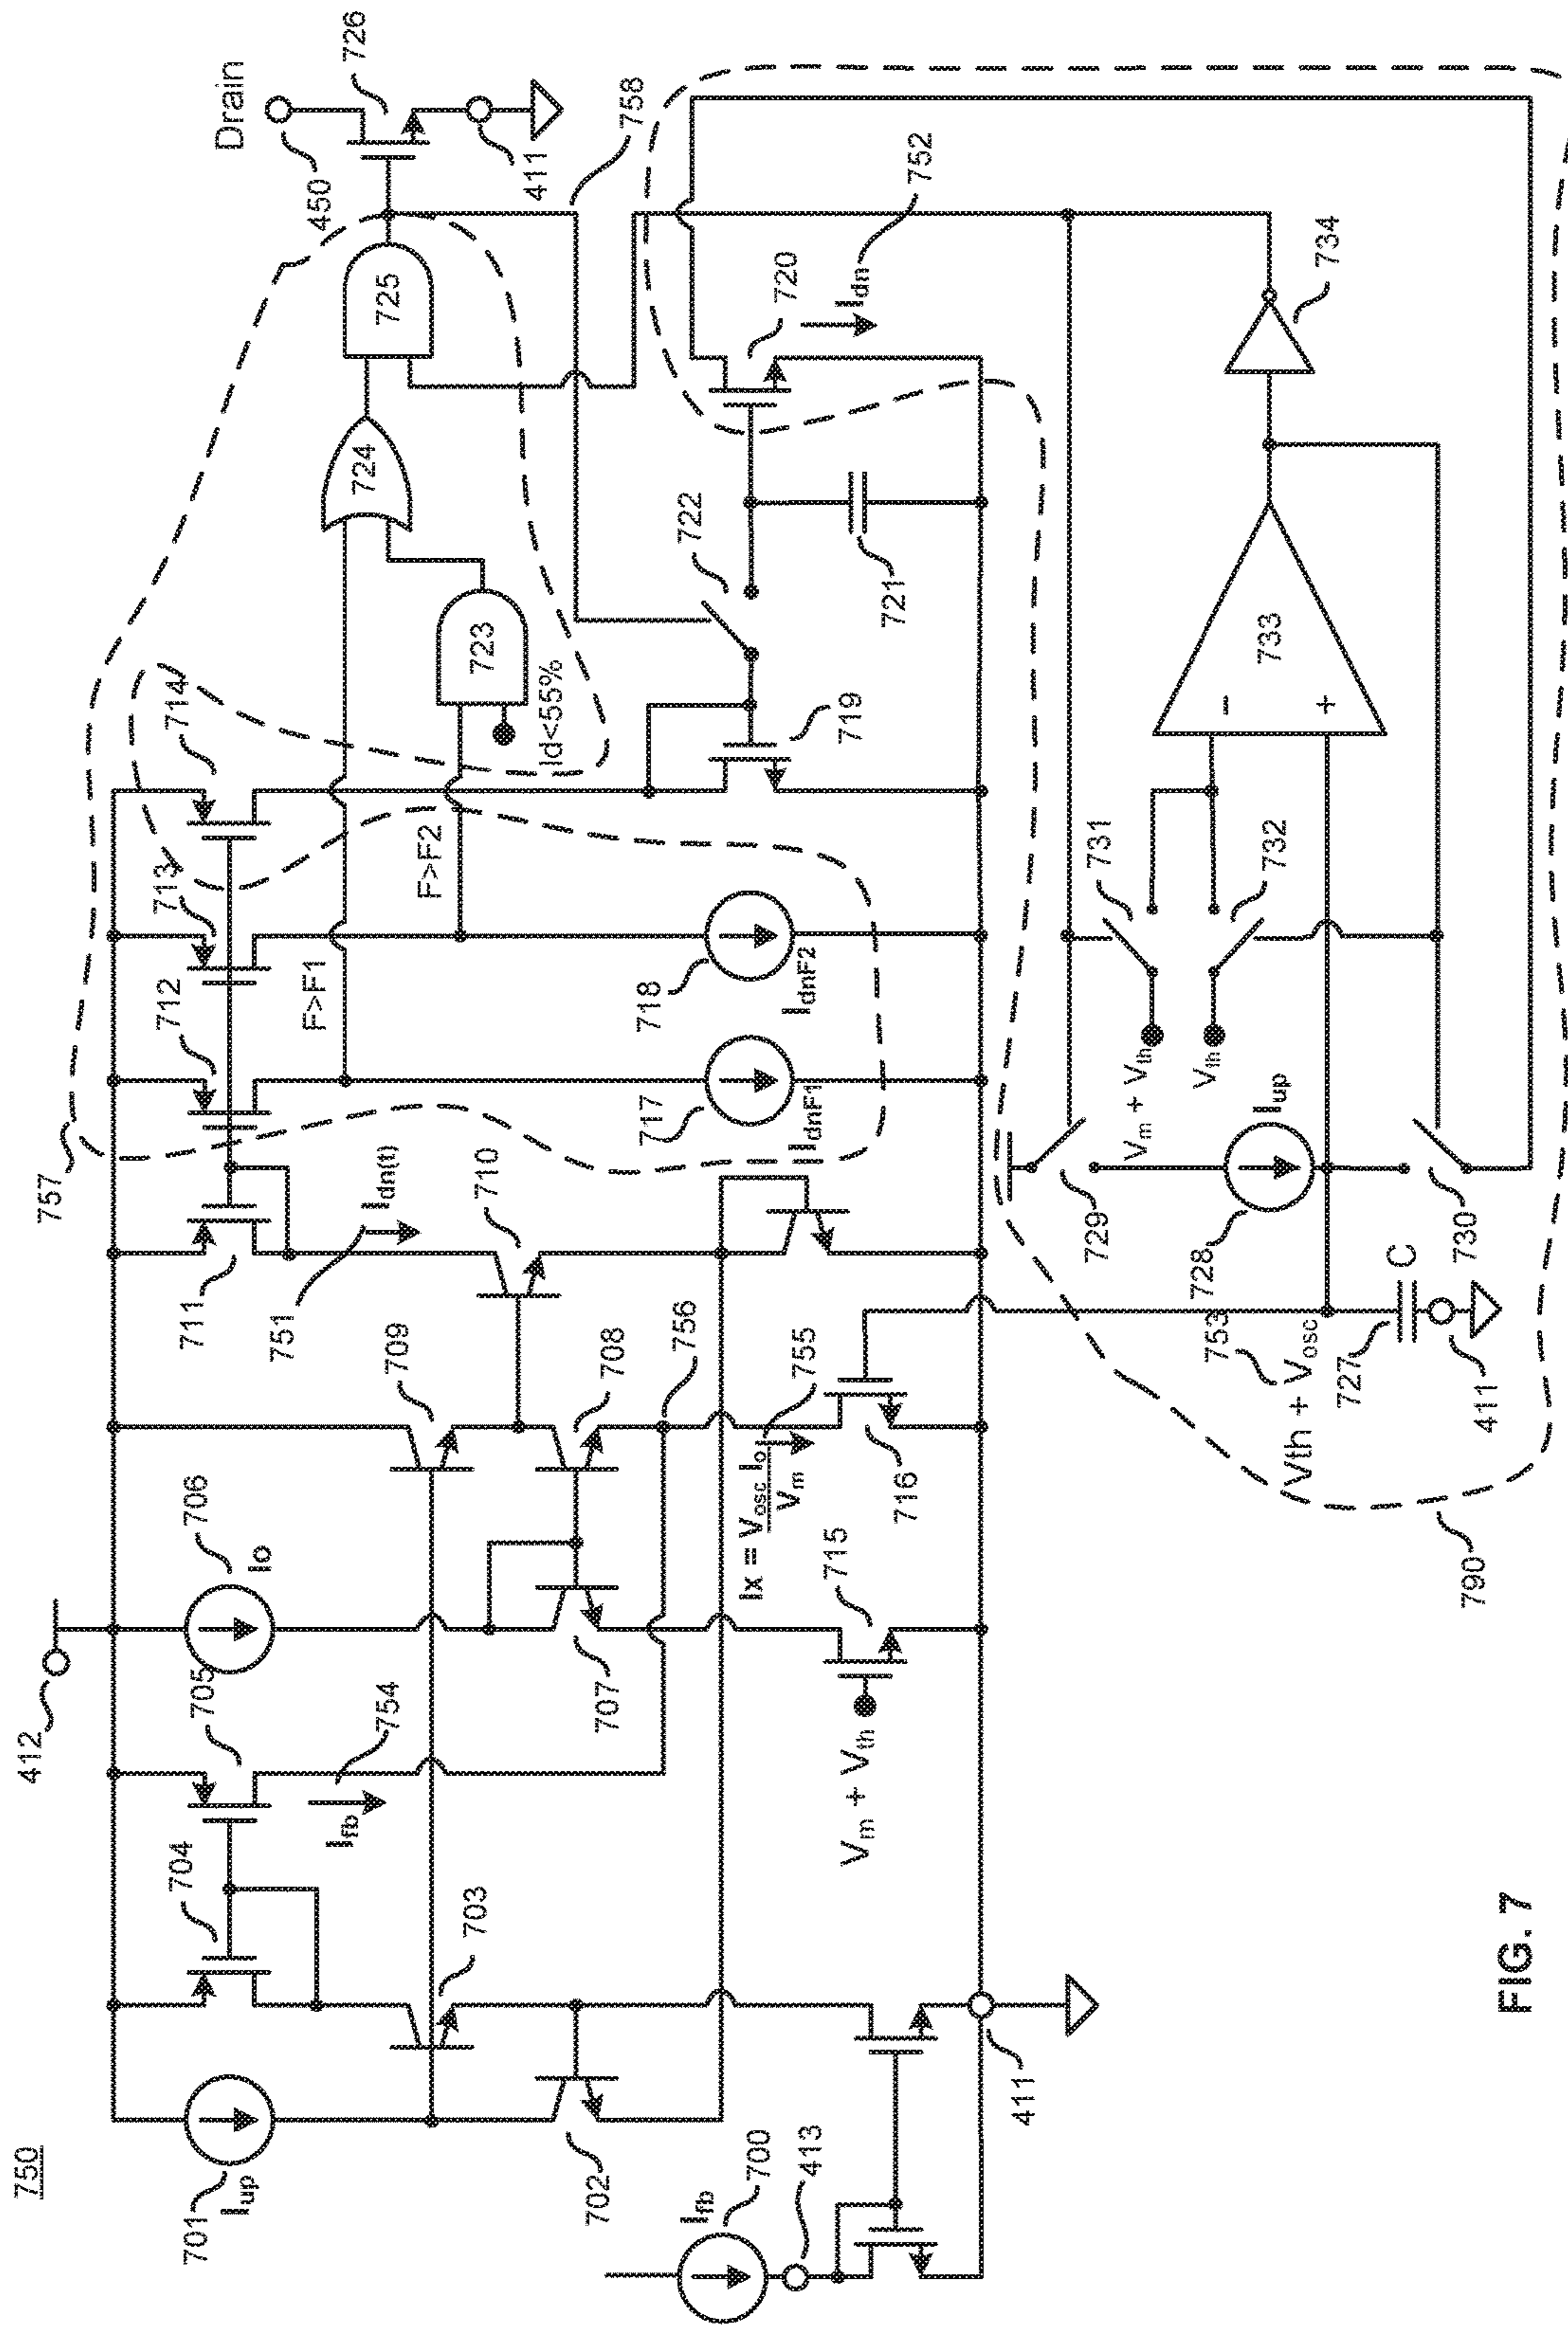 750
412
757
701
Iup
704
705
706
Io
711
712
713
714
Drain
450
726
411
Ifb
754
751
Idn(t)
F>F1
F>F2
703
709
710
723
724
725
Id<55%
702
707
708
756
717
IdnF1
718
IdnF2
719
722
721
720
Idn
752
758
Ifb
700
413
411
Vm + Vth
715
Ix = Vosc Io
Vm
755
716
753
Vth + Vosc
727
C
411
728
Iup
729
730
Vm + Vth
Vth
731
732
-
+
733
734
790
FIG. 7